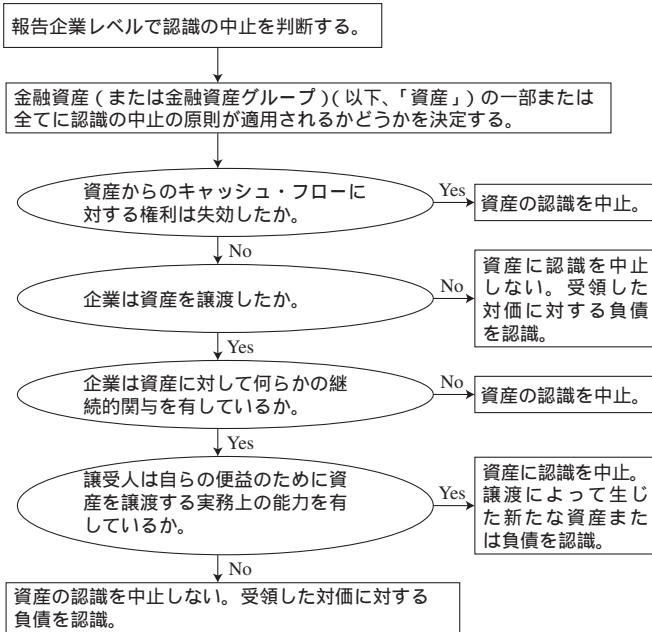 報告企業レベルで認識の中止を判断する。
金融資産（または金融資産グループ）（以下、「資産」）の一部または
全てに認識の中止の原則が適用されるかどうかを決定する。
資産からのキャッシュ・フローに
対する権利は失効したか。
Yes
資産の認識を中止。
No
企業は資産を譲渡したか。
No
資産に認識を中止
しない。受領した
対価に対する負債
を認識。
Yes
企業は資産に対して何らかの継
続的関与を有しているか。
No
資産の認識を中止。
Yes
譲受人は自らの便益のために資
産を譲渡する実務上の能力を有
しているか。
Yes
資産に認識を中止。
譲渡によって生じ
た新たな資産また
は負債を認識。
No
資産の認識を中止しない。受領した対価に対する
負債を認識。